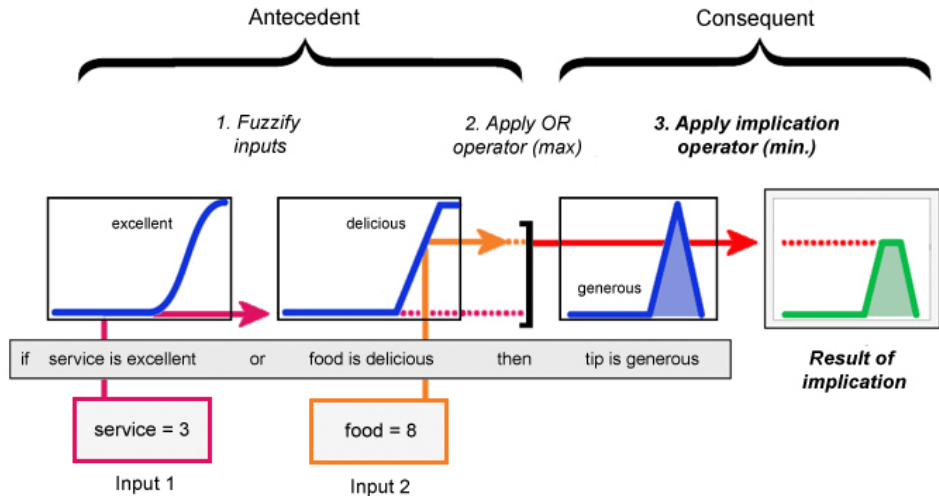 Antecedent
Consequent
1. Fuzzify
inputs
2. Apply OR
operator (max)
3. Apply implication
operator (min.)
excellent
delicious
generous
if service is excellent or food is delicious then tip is generous
Result of
implication
service = 3
food = 8
Input 1
Input 2